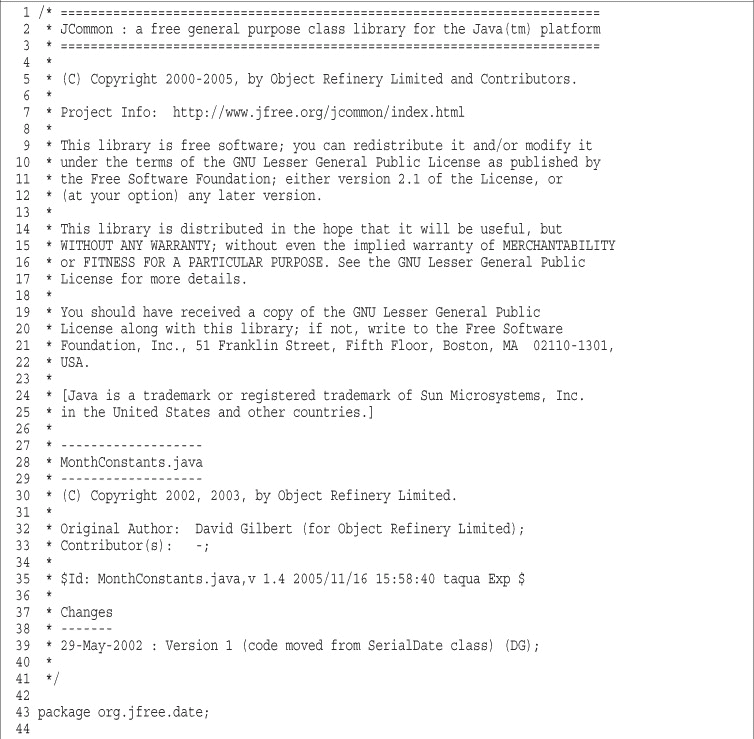 1 /* ========================================================================
2  * JCommon : a free general purpose class library for the Java(tm) platform
3  * ========================================================================
4  *
5  * (C) Copyright 2000-2005, by Object Refinery Limited and Contributors.
6  *
7  * Project Info:  http://www.jfree.org/jcommon/index.html
8  *
9  * This library is free software; you can redistribute it and/or modify it
10  * under the terms of the GNU Lesser General Public License as published by
11  * the Free Software Foundation; either version 2.1 of the License, or
12  * (at your option) any later version.
13  *
14  * This library is distributed in the hope that it will be useful, but
15  * WITHOUT ANY WARRANTY; without even the implied warranty of MERCHANTABILITY
16  * or FITNESS FOR A PARTICULAR PURPOSE. See the GNU Lesser General Public
17  * License for more details.
18  *
19  * You should have received a copy of the GNU Lesser General Public
20  * License along with this library; if not, write to the Free Software
21  * Foundation, Inc., 51 Franklin Street, Fifth Floor, Boston, MA  02110-1301,
22  * USA.
23  *
24  * [Java is a trademark or registered trademark of Sun Microsystems, Inc.
25  * in the United States and other countries.]
26  *
27  * -------------------
28  * MonthConstants.java
29  * -------------------
30  * (C) Copyright 2002, 2003, by Object Refinery Limited.
31  *
32  * Original Author:  David Gilbert (for Object Refinery Limited);
33  * Contributor(s):   -;
34  *
35  * $Id: MonthConstants.java,v 1.4 2005/11/16 15:58:40 taqua Exp $
36  *
37  * Changes
38  * -------
39  * 29-May-2002 : Version 1 (code moved from SerialDate class) (DG);
40  *
41  */
42
43 package org.jfree.date;
44